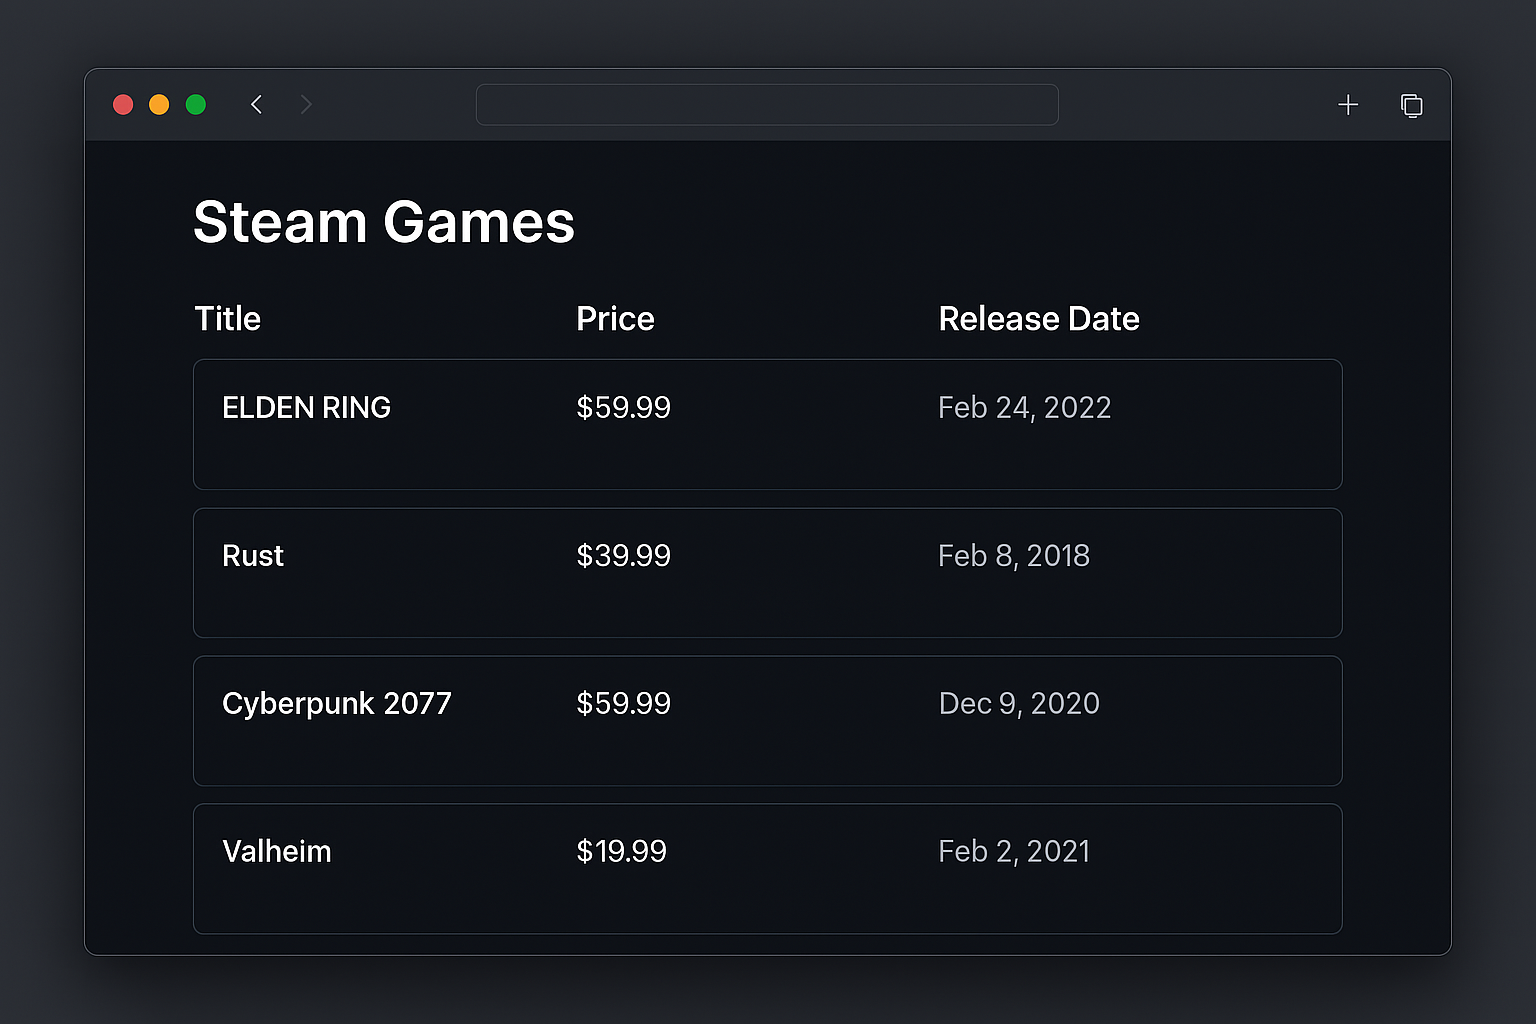 Steam Games
Title Price Release Date
ELDEN RING $59.99 Feb 24, 2022
Rust $39.99 Feb 8, 2018
Cyberpunk 2077 $59.99 Dec 9, 2020
Valheim $19.99 Feb 2, 2021